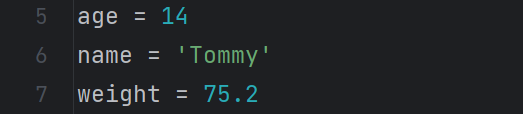 5 age = 14
6 name = 'Tommy'
7 weight = 75.2